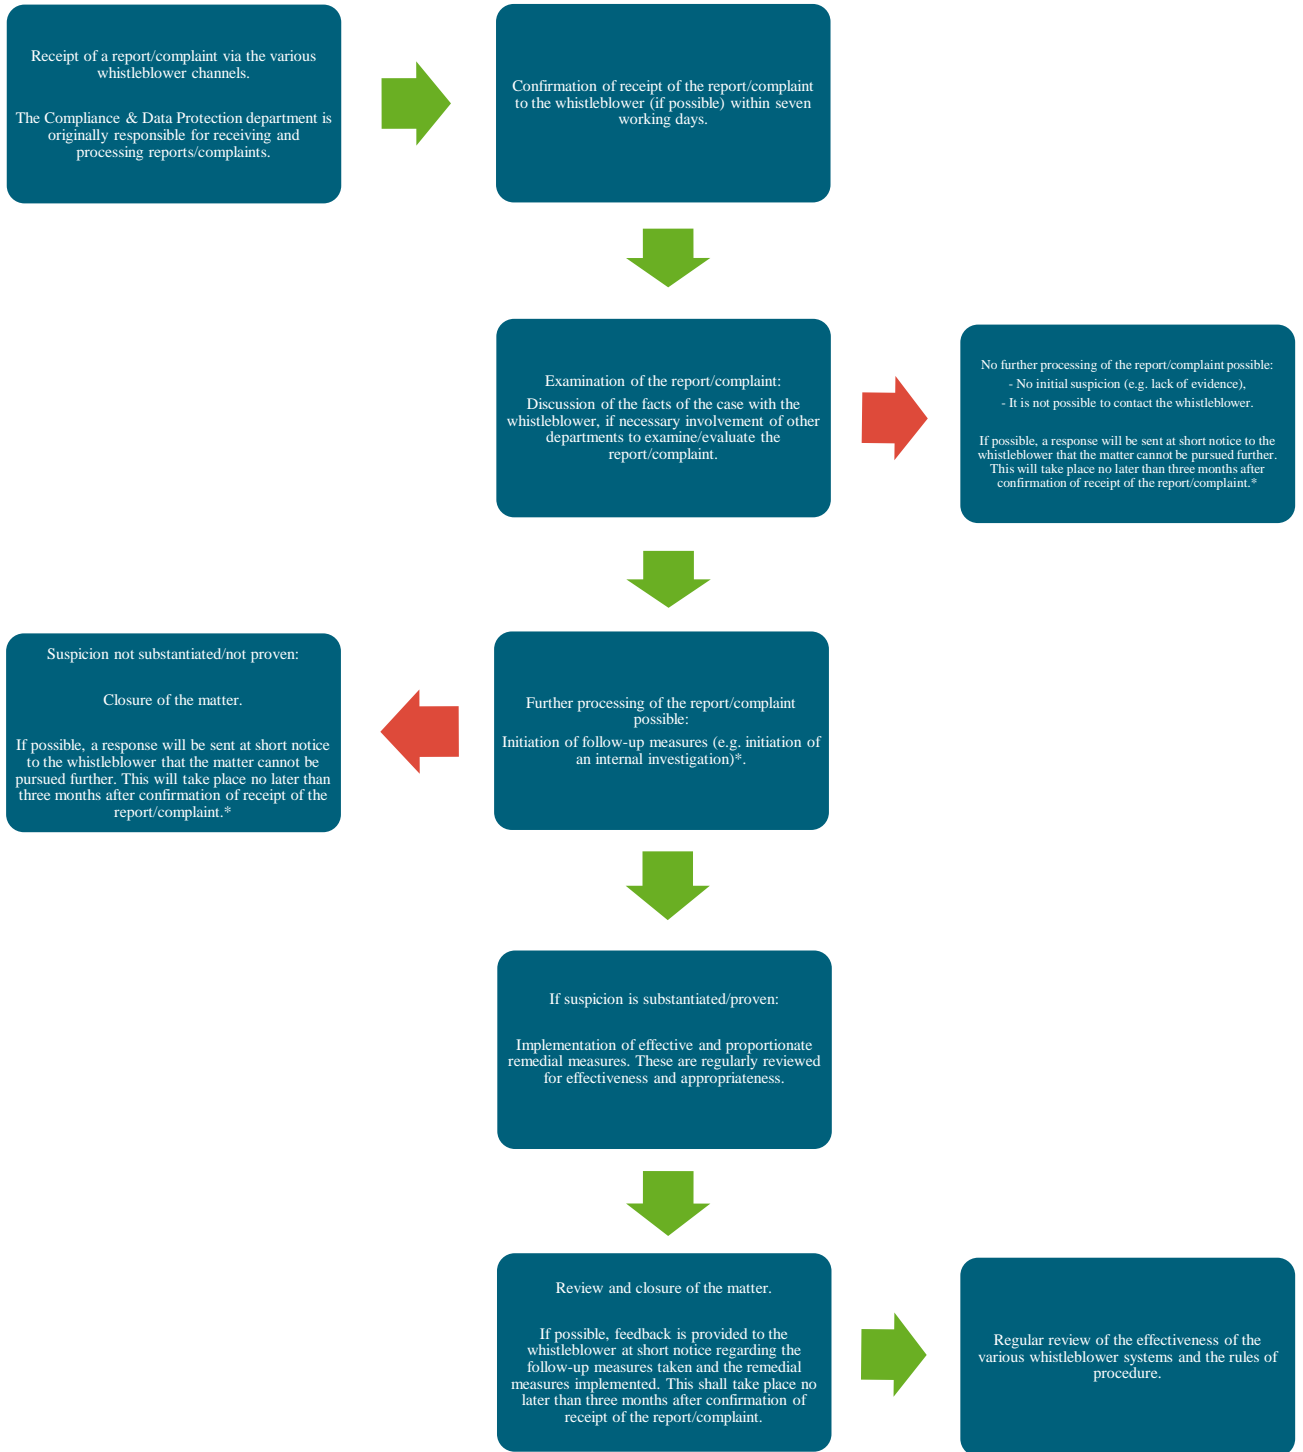 Receipt of a report/complaint via the various
whistleblower channels.
The Compliance & Data Protection department is
originally responsible for receiving and
processing reports/complaints.
Confirmation of receipt of the report/complaint
to the whistleblower (if possible) within seven
working days.
Examination of the report/complaint:
Discussion of the facts of the case with the
whistleblower, if necessary involvement of other
departments to examine/evaluate the
report/complaint.
No further processing of the report/complaint possible:
- No initial suspicion (e.g. lack of evidence),
- It is not possible to contact the whistleblower.
If possible, a response will be sent at short notice to the
whistleblower that the matter cannot be pursued further.
This will take place no later than three months after
confirmation of receipt of the report/complaint.*
Suspicion not substantiated/not proven:
Closure of the matter.
If possible, a response will be sent at short notice
to the whistleblower that the matter cannot be
pursued further. This will take place no later than
three months after confirmation of receipt of the
report/complaint.*
Further processing of the report/complaint
possible:
Initiation of follow-up measures (e.g. initiation of
an internal investigation)*.
If suspicion is substantiated/proven:
Implementation of effective and proportionate
remedial measures. These are regularly reviewed
for effectiveness and appropriateness.
Review and closure of the matter.
If possible, feedback is provided to the
whistleblower at short notice regarding the
follow-up measures taken and the remedial
measures implemented. This shall take place no
later than three months after confirmation of
receipt of the report/complaint.
Regular review of the effectiveness of the
various whistleblower systems and the rules of
procedure.